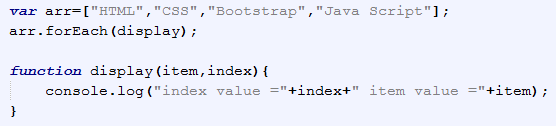 var arr=["HTML","CSS","Bootstrap","Java Script"];
arr.forEach(display);
function display(item,index){
    console.log("index value ="+index+" item value ="+item);
}